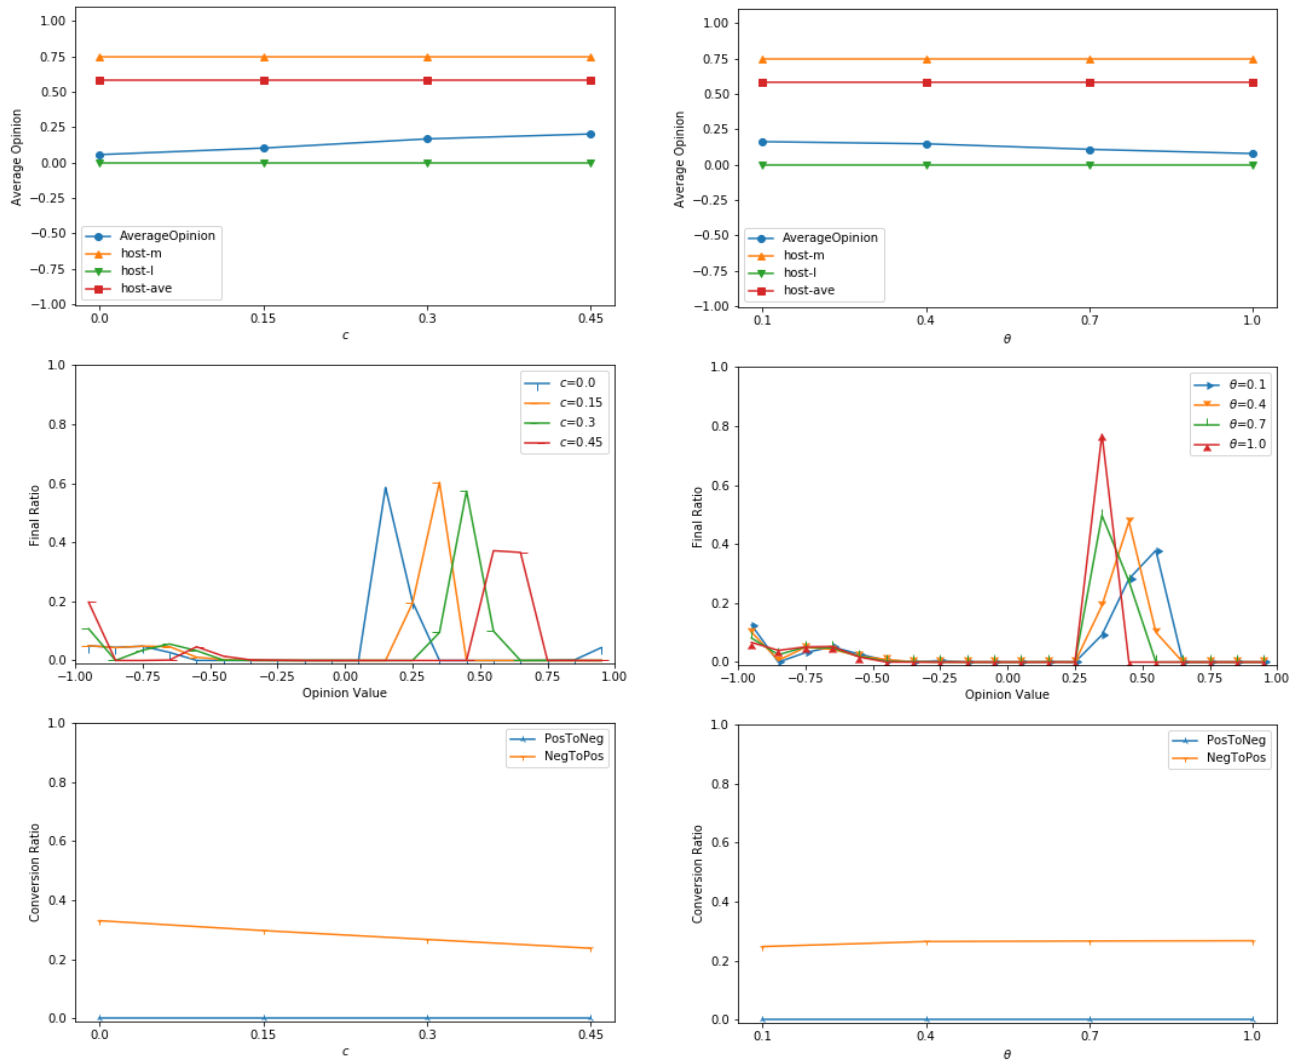 1.00
0.75
0.50
0.25
0.00
−0.25
−0.50
−0.75
−1.00
Average Opinion
AverageOpinion
host-m
host-l
host-ave
0.0 0.15 0.3 0.45
c
1.00
0.75
0.50
0.25
0.00
−0.25
−0.50
−0.75
−1.00
Average Opinion
AverageOpinion
host-m
host-l
host-ave
0.1 0.4 0.7 1.0
θ
1.0
0.8
0.6
0.4
0.2
0.0
Final Ratio
c=0.0
c=0.15
c=0.3
c=0.45
−1.00 −0.75 −0.50 −0.25 0.00 0.25 0.50 0.75 1.00
Opinion Value
1.0
0.8
0.6
0.4
0.2
0.0
Final Ratio
θ=0.1
θ=0.4
θ=0.7
θ=1.0
−1.00 −0.75 −0.50 −0.25 0.00 0.25 0.50 0.75 1.00
Opinion Value
1.0
0.8
0.6
0.4
0.2
0.0
Conversion Ratio
PosToNeg
NegToPos
0.0 0.15 0.3 0.45
c
1.0
0.8
0.6
0.4
0.2
0.0
Conversion Ratio
PosToNeg
NegToPos
0.1 0.4 0.7 1.0
θ